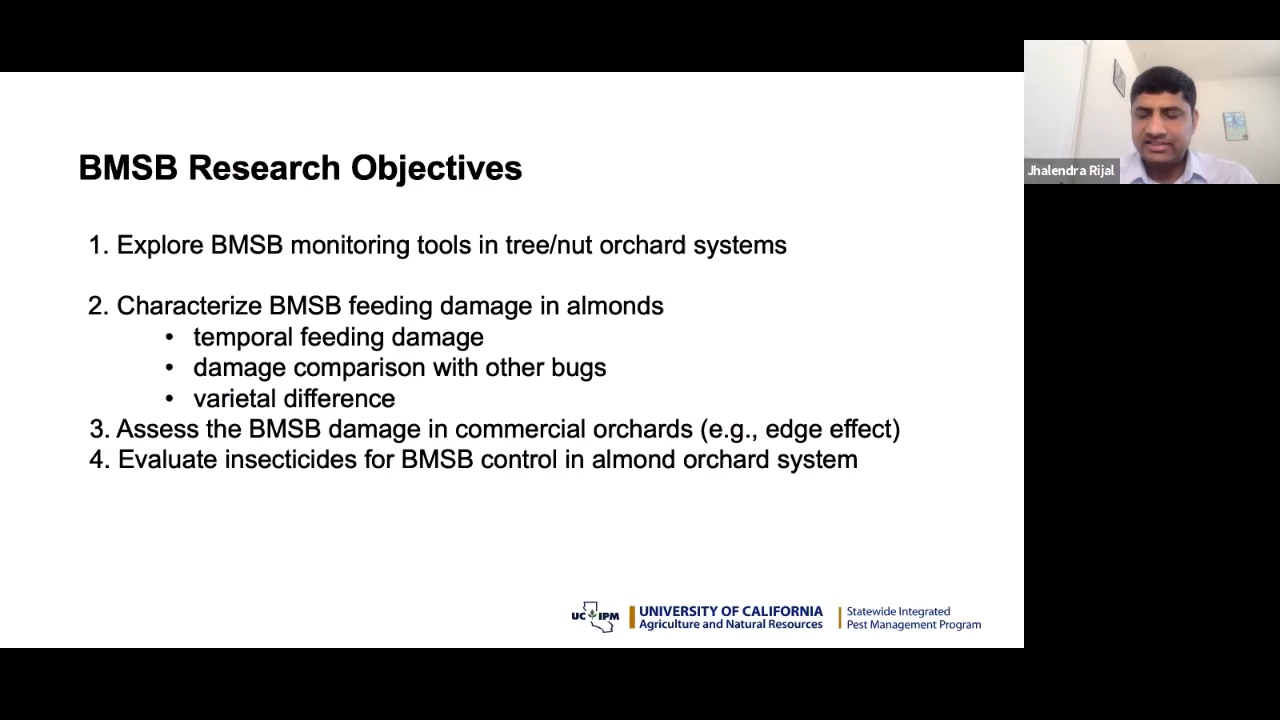 BMSB Research Objectives
1. Explore BMSB monitoring tools in tree/nut orchard systems
2. Characterize BMSB feeding damage in almonds
• temporal feeding damage
• damage comparison with other bugs
• varietal difference
3. Assess the BMSB damage in commercial orchards (e.g., edge effect)
4. Evaluate insecticides for BMSB control in almond orchard system
Jhalendra Rijal
UC IPM
UNIVERSITY OF CALIFORNIA
Agriculture and Natural Resources
Statewide Integrated
Pest Management Program